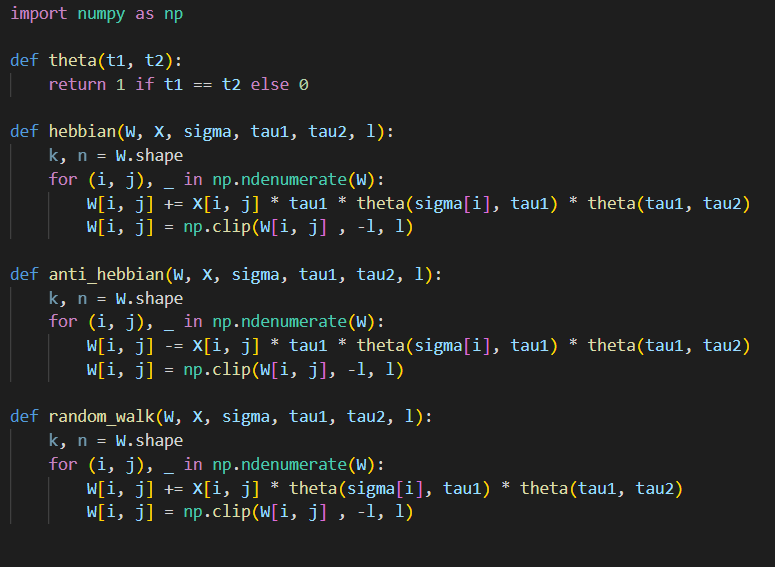 import numpy as np
def theta(t1, t2):
    return 1 if t1 == t2 else 0
def hebbian(W, X, sigma, tau1, tau2, l):
    k, n = W.shape
    for (i, j), _ in np.ndenumerate(W):
        W[i, j] += X[i, j] * tau1 * theta(sigma[i], tau1) * theta(tau1, tau2)
        W[i, j] = np.clip(W[i, j] , -l, l)
def anti_hebbian(W, X, sigma, tau1, tau2, l):
    k, n = W.shape
    for (i, j), _ in np.ndenumerate(W):
        W[i, j] -= X[i, j] * tau1 * theta(sigma[i], tau1) * theta(tau1, tau2)
        W[i, j] = np.clip(W[i, j], -l, l)
def random_walk(W, X, sigma, tau1, tau2, l):
    k, n = W.shape
    for (i, j), _ in np.ndenumerate(W):
        W[i, j] += X[i, j] * theta(sigma[i], tau1) * theta(tau1, tau2)
        W[i, j] = np.clip(W[i, j] , -l, l)